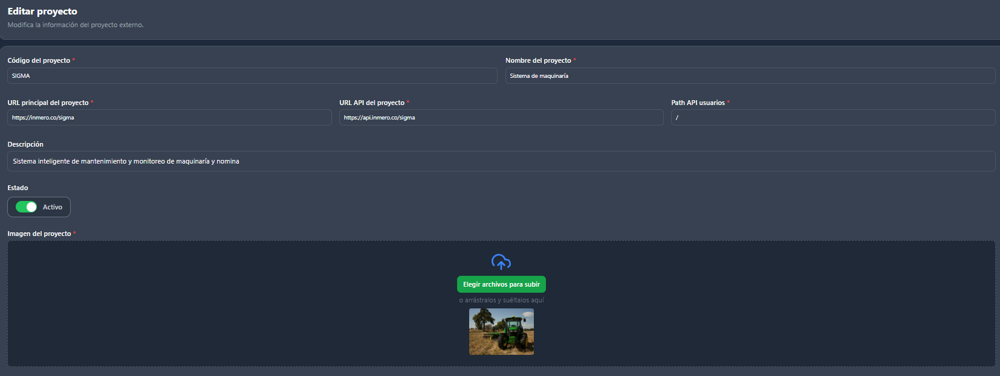 Editar proyecto
Modifica la información del proyecto externo.
Código del proyecto *
Nombre del proyecto *
SIGMA
Sistema de maquinaría
URL principal del proyecto *
URL API del proyecto *
Path API usuarios *
https://inmero.co/sigma
https://api.inmero.co/sigma
/
Descripción
Sistema inteligente de mantenimiento y monitoreo de maquinaría y nomina
Estado
Activo
Imagen del proyecto *
Elegir archivos para subir
o arrástralos y suéltalos aquí